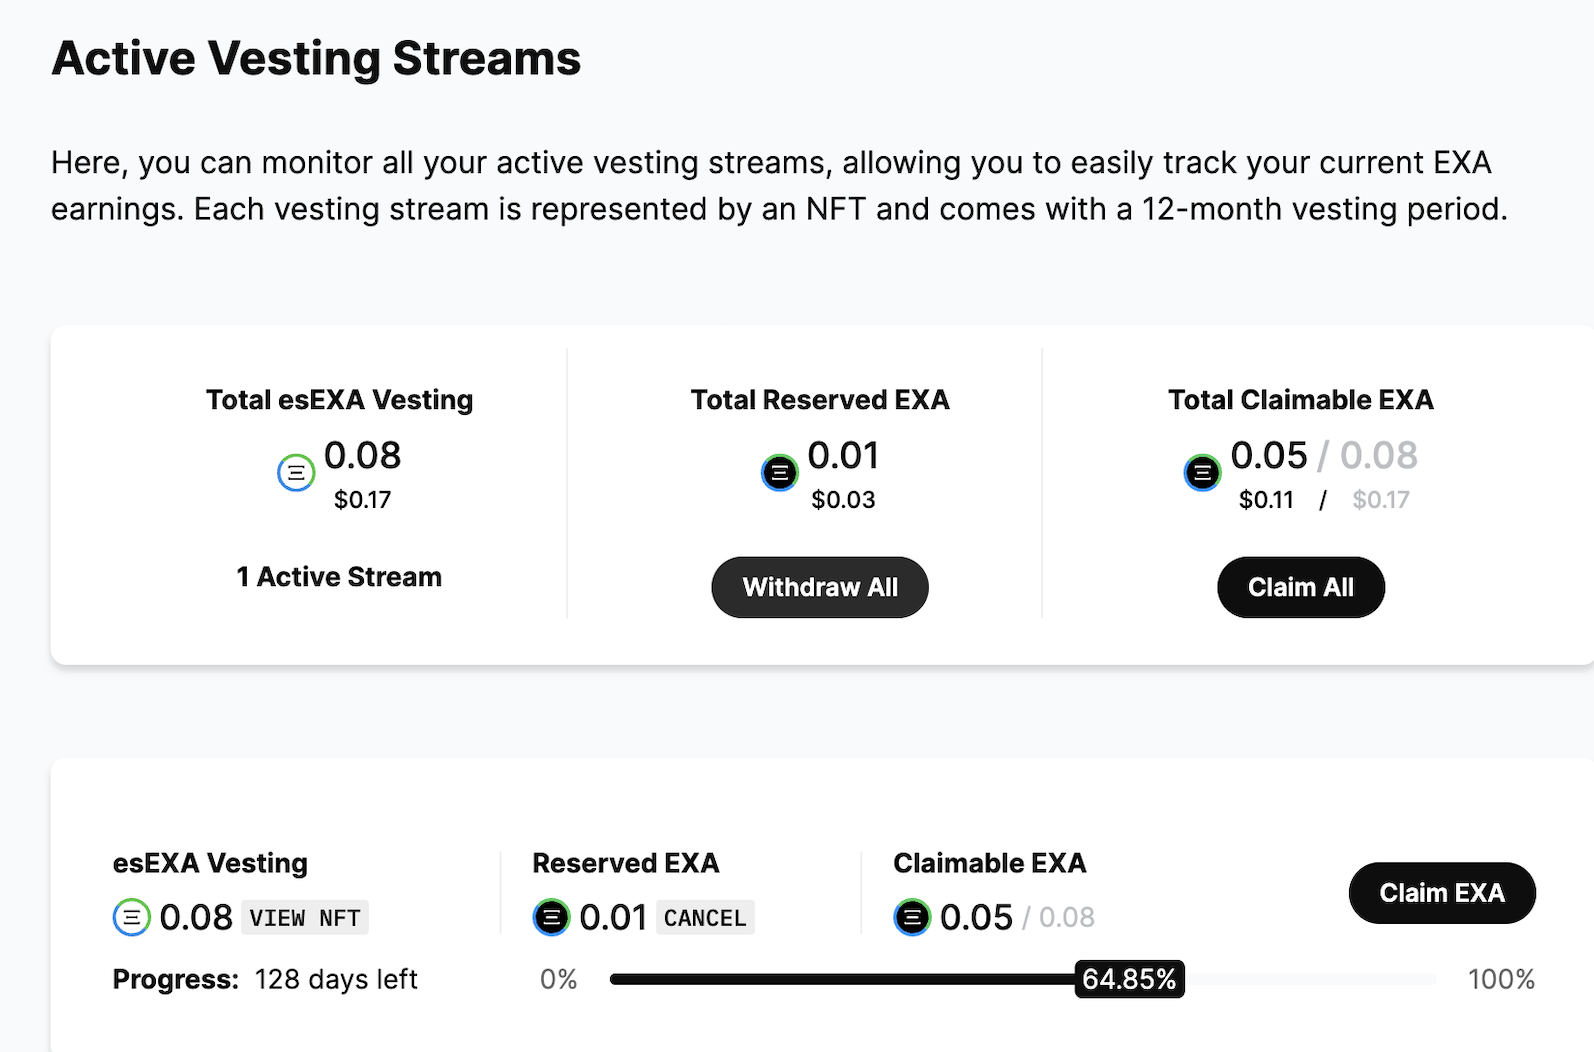 Active Vesting Streams
Here, you can monitor all your active vesting streams, allowing you to easily track your current EXA
earnings. Each vesting stream is represented by an NFT and comes with a 12-month vesting period.
Total esEXA Vesting
0.08
$0.17
1 Active Stream
Total Reserved EXA
0.01
$0.03
Withdraw All
Total Claimable EXA
0.05 / 0.08
$0.11 / $0.17
Claim All
esEXA Vesting
0.08 VIEW NFT
Reserved EXA
0.01 CANCEL
Claimable EXA
0.05 / 0.08
Claim EXA
Progress: 128 days left
0% 64.85% 100%